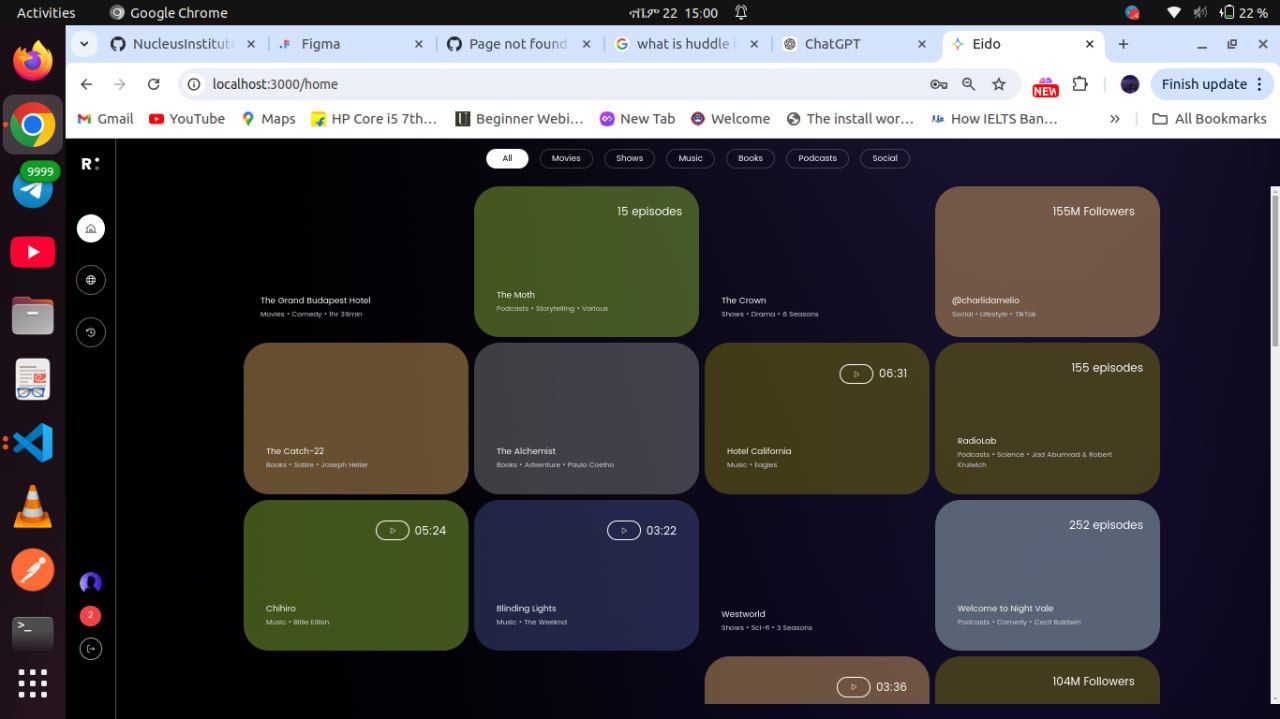 Activities
Google Chrome
ኅዳም 22 15:00
22 %
NucleusInstitute
Figma
Page not found
what is huddle i
ChatGPT
Eido
localhost:3000/home
NEW
Finish update
Gmail
YouTube
Maps
HP Core i5 7th...
Beginner Webi...
New Tab
Welcome
The install wor...
How IELTS Ban...
All Bookmarks
9999
R
All
Movies
Shows
Music
Books
Podcasts
Social
The Grand Budapest Hotel
Movies • Comedy • 1hr 39min
15 episodes
The Moth
Podcasts • Storytelling • Various
The Crown
Shows • Drama • 6 Seasons
155M Followers
@charlidamelio
Social • Lifestyle • TikTok
The Catch-22
Books • Satire • Joseph Heller
The Alchemist
Books • Adventure • Paulo Coelho
06:31
Hotel California
Music • Eagles
155 episodes
RadioLab
Podcasts • Science • Jad Abumrad & Robert
Krulwich
05:24
Chihiro
Music • Billie Eillish
03:22
Blinding Lights
Music • The Weeknd
Westworld
Shows • Sci-fi • 3 Seasons
252 episodes
Welcome to Night Vale
Podcasts • Comedy • Cecil Baldwin
03:36
104M Followers
2